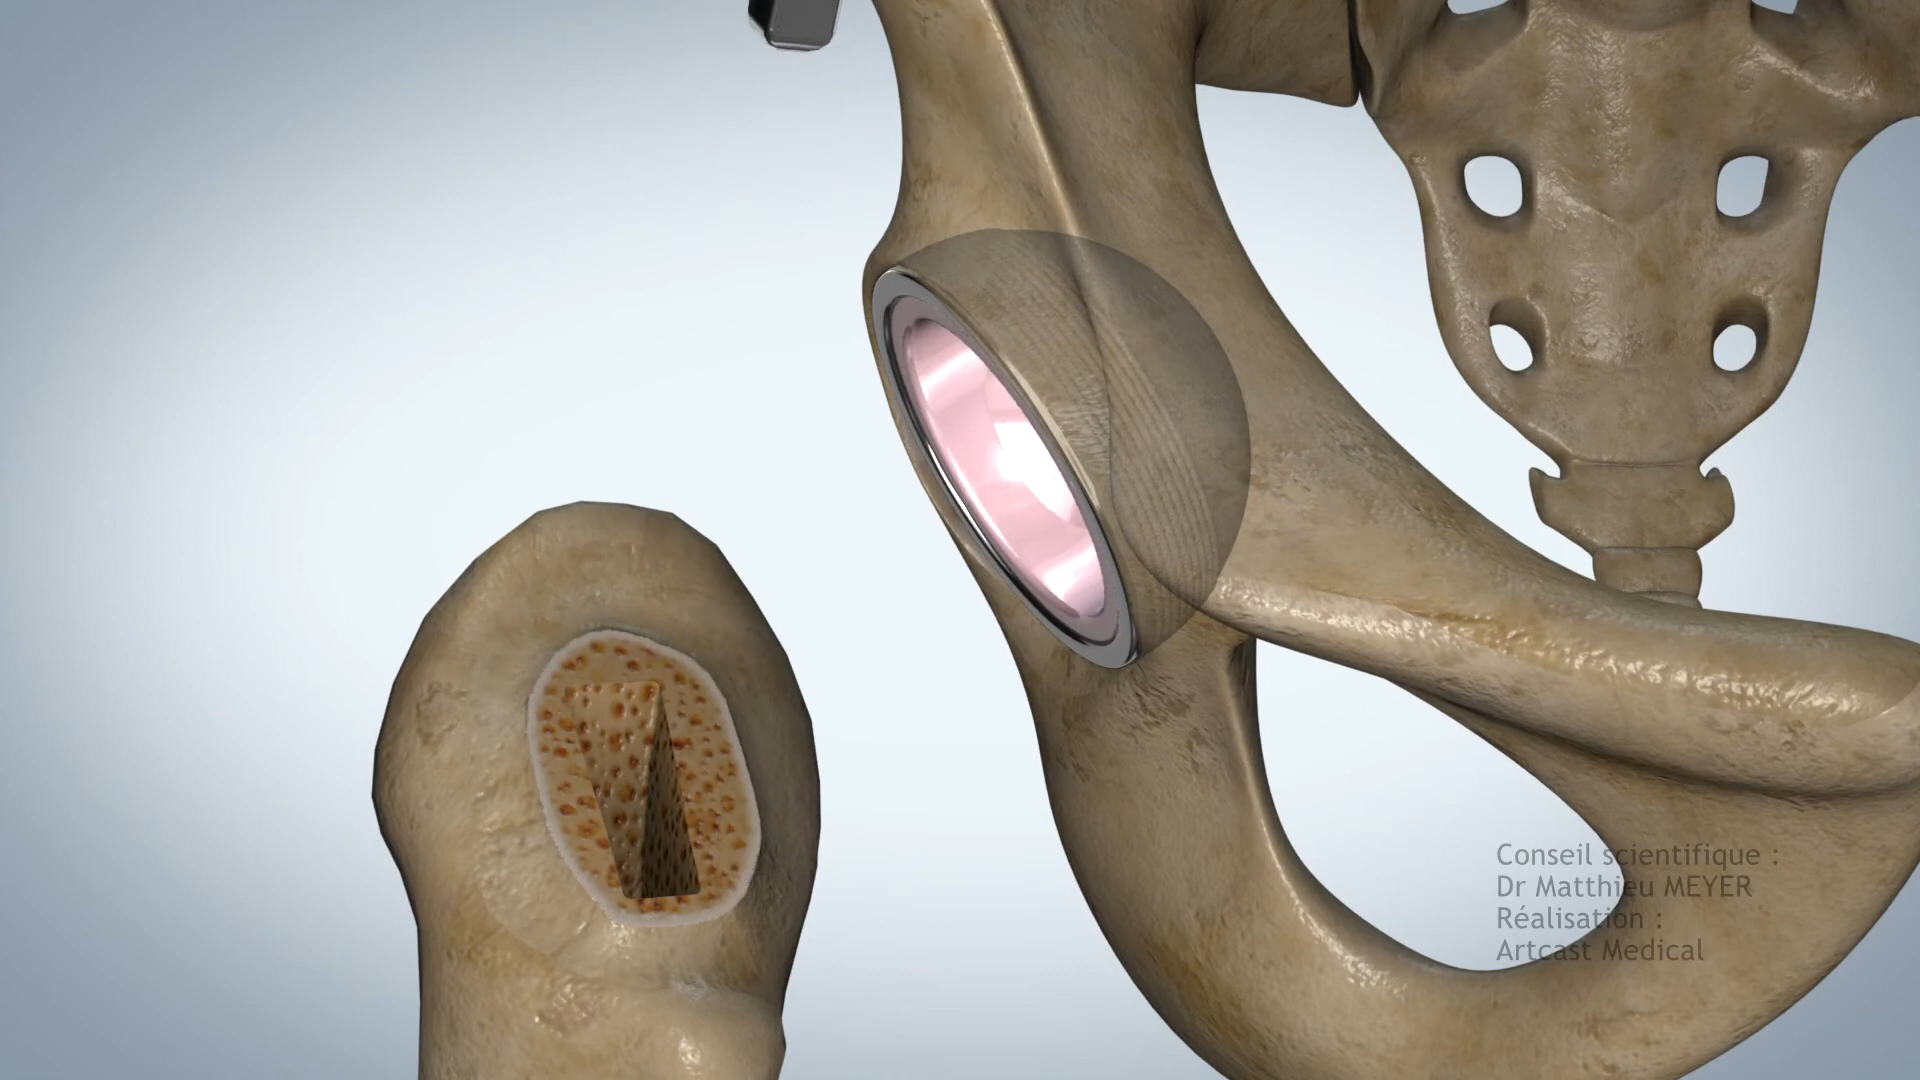 Conseil scientifique :
Dr Matthieu MEYER
Réalisation :
Artcast Medical